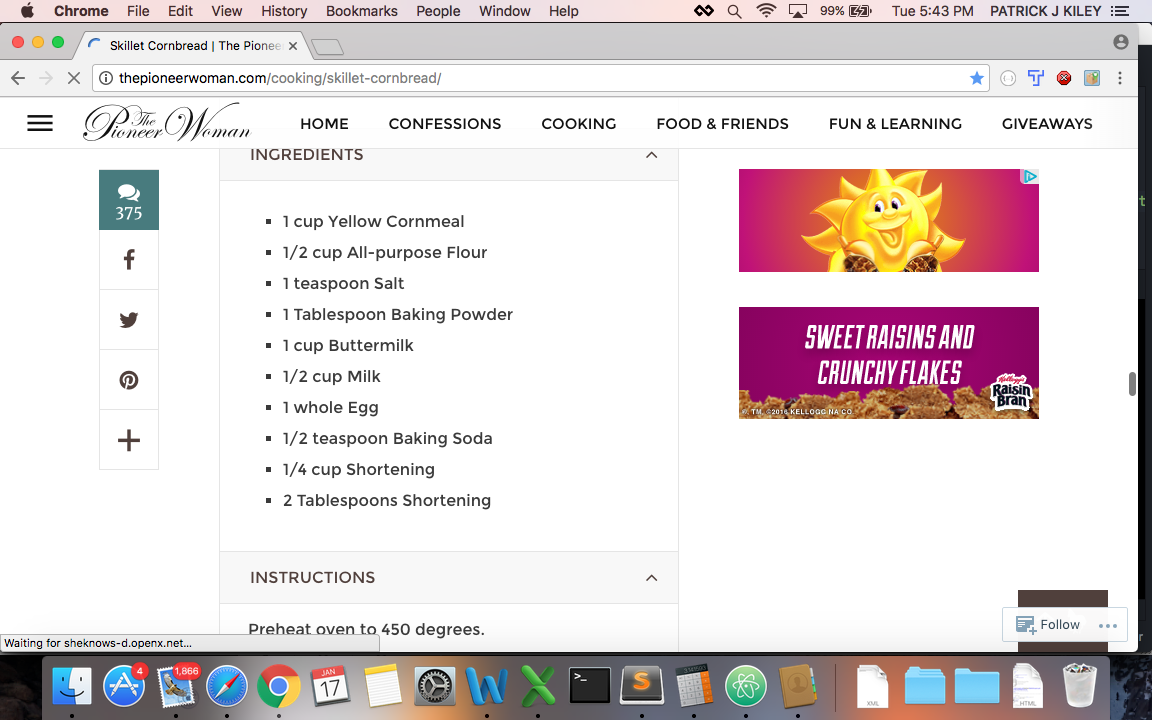 Chrome File Edit View History Bookmarks People Window Help 99% Tue 5:43 PM PATRICK J KILEY
Skillet Cornbread | The Pionee
thepioneerwoman.com/cooking/skillet-cornbread/
The Pioneer Woman
HOME CONFESSIONS COOKING FOOD & FRIENDS FUN & LEARNING GIVEAWAYS
INGREDIENTS
375
1 cup Yellow Cornmeal
1/2 cup All-purpose Flour
1 teaspoon Salt
1 Tablespoon Baking Powder
1 cup Buttermilk
1/2 cup Milk
1 whole Egg
1/2 teaspoon Baking Soda
1/4 cup Shortening
2 Tablespoons Shortening
SWEET RAISINS AND
CRUNCHY FLAKES
Kellogg's
Raisin
Bran
®, TM, ©2016 KELLOGG NA CO.
INSTRUCTIONS
Preheat oven to 450 degrees.
Follow
Waiting for sheknows-d.openx.net...
4
1,866
JAN
17
XML
HTML